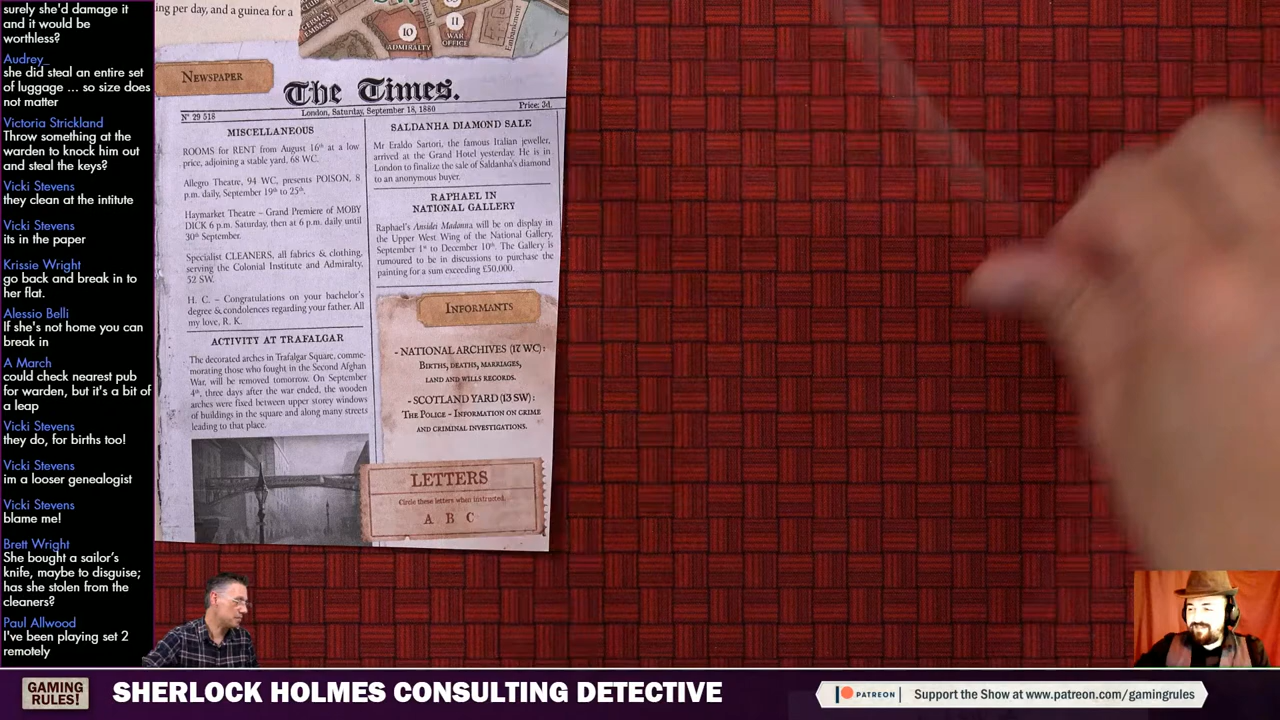 surely she'd damage it
and it would be
worthless?
Audrey_
she did steal an entire set
of luggage ... so size does
not matter
Victoria Strickland
Throw something at the
warden to knock him out
and steal the keys?
Vicki Stevens
they clean at the intitute
Vicki Stevens
its in the paper
Krissie Wright
go back and break in to
her flat.
Alessio Belli
If she's not home you can
break in
A March
could check nearest pub
for warden, but it's a bit of
a leap
Vicki Stevens
they do, for births too!
Vicki Stevens
im a looser genealogist
Vicki Stevens
blame me!
Brett Wright
She bought a sailor's
knife, maybe to disguise;
has she stolen from the
cleaners?
Paul Allwood
I've been playing set 2
remotely
ing per day, and a guinea for a
GERMAN
EMBASSY
10
ADMIRALTY
11
WAR
OFFICE
Embankment
NEWSPAPER
The Times.
Nº 29 518
London, Saturday, September 18, 1880
Price: 3d.
MISCELLANEOUS
ROOMS for RENT from August 16th at a low
price, adjoining a stable yard, 68 WC.
Allegro Theatre, 94 WC, presents POISON, 8
p.m. daily, September 19th to 25th.
Haymarket Theatre – Grand Premiere of MOBY
DICK 6 p.m. Saturday, then at 6 p.m. daily until
30th September.
Specialist CLEANERS, all fabrics & clothing,
serving the Colonial Institute and Admiralty,
52 SW.
H. C. – Congratulations on your bachelor's
degree & condolences regarding your father. All
my love, R. K.
ACTIVITY AT TRAFALGAR
The decorated arches in Trafalgar Square, comme-
morating those who fought in the Second Afghan
War, will be removed tomorrow. On September
4th, three days after the war ended, the wooden
arches were fixed between upper storey windows
of buildings in the square and along many streets
leading to that place.
SALDANHA DIAMOND SALE
Mr Eraldo Sartori, the famous Italian jeweller,
arrived at the Grand Hotel yesterday. He is in
London to finalize the sale of Saldanha's diamond
to an anonymous buyer.
RAPHAEL IN
NATIONAL GALLERY
Raphael's Ansidei Madonna will be on display in
the Upper West Wing of the National Gallery,
September 1st to December 10th. The Gallery is
rumoured to be in discussions to purchase the
painting for a sum exceeding £50,000.
INFORMANTS
- NATIONAL ARCHIVES (17 WC):
BIRTHS, DEATHS, MARRIAGES,
LAND AND WILLS RECORDS.
- SCOTLAND YARD (13 SW):
THE POLICE – INFORMATION ON CRIME
AND CRIMINAL INVESTIGATIONS.
LETTERS
Circle these letters when instructed.
A B C
GAMING
RULES!
SHERLOCK HOLMES CONSULTING DETECTIVE
PATREON
Support the Show at www.patreon.com/gamingrules